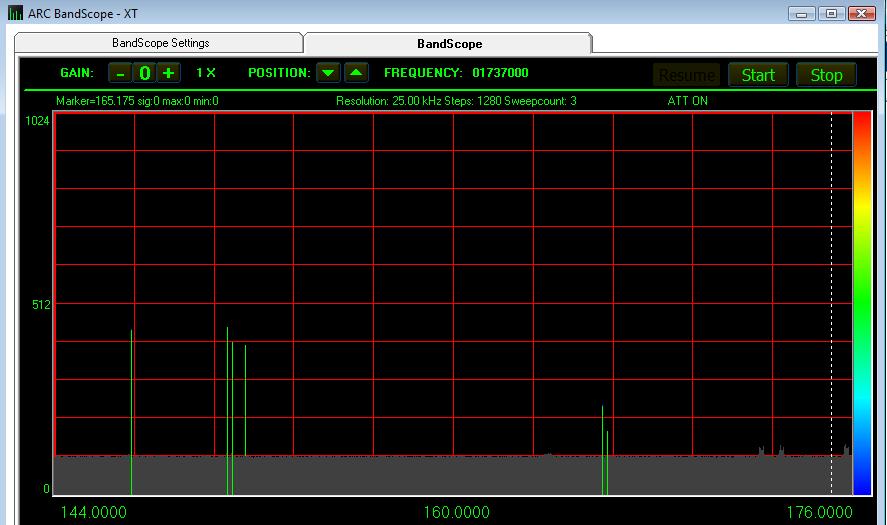 ARC BandScope - XT
BandScope Settings
BandScope
GAIN: - 0 + 1 X POSITION: FREQUENCY: 01737000 Resume Start Stop
Marker=165.175 sig:0 max:0 min:0 Resolution: 25.00 kHz Steps: 1280 Sweepcount: 3 ATT ON
1024
512
0
144.0000 160.0000 176.0000